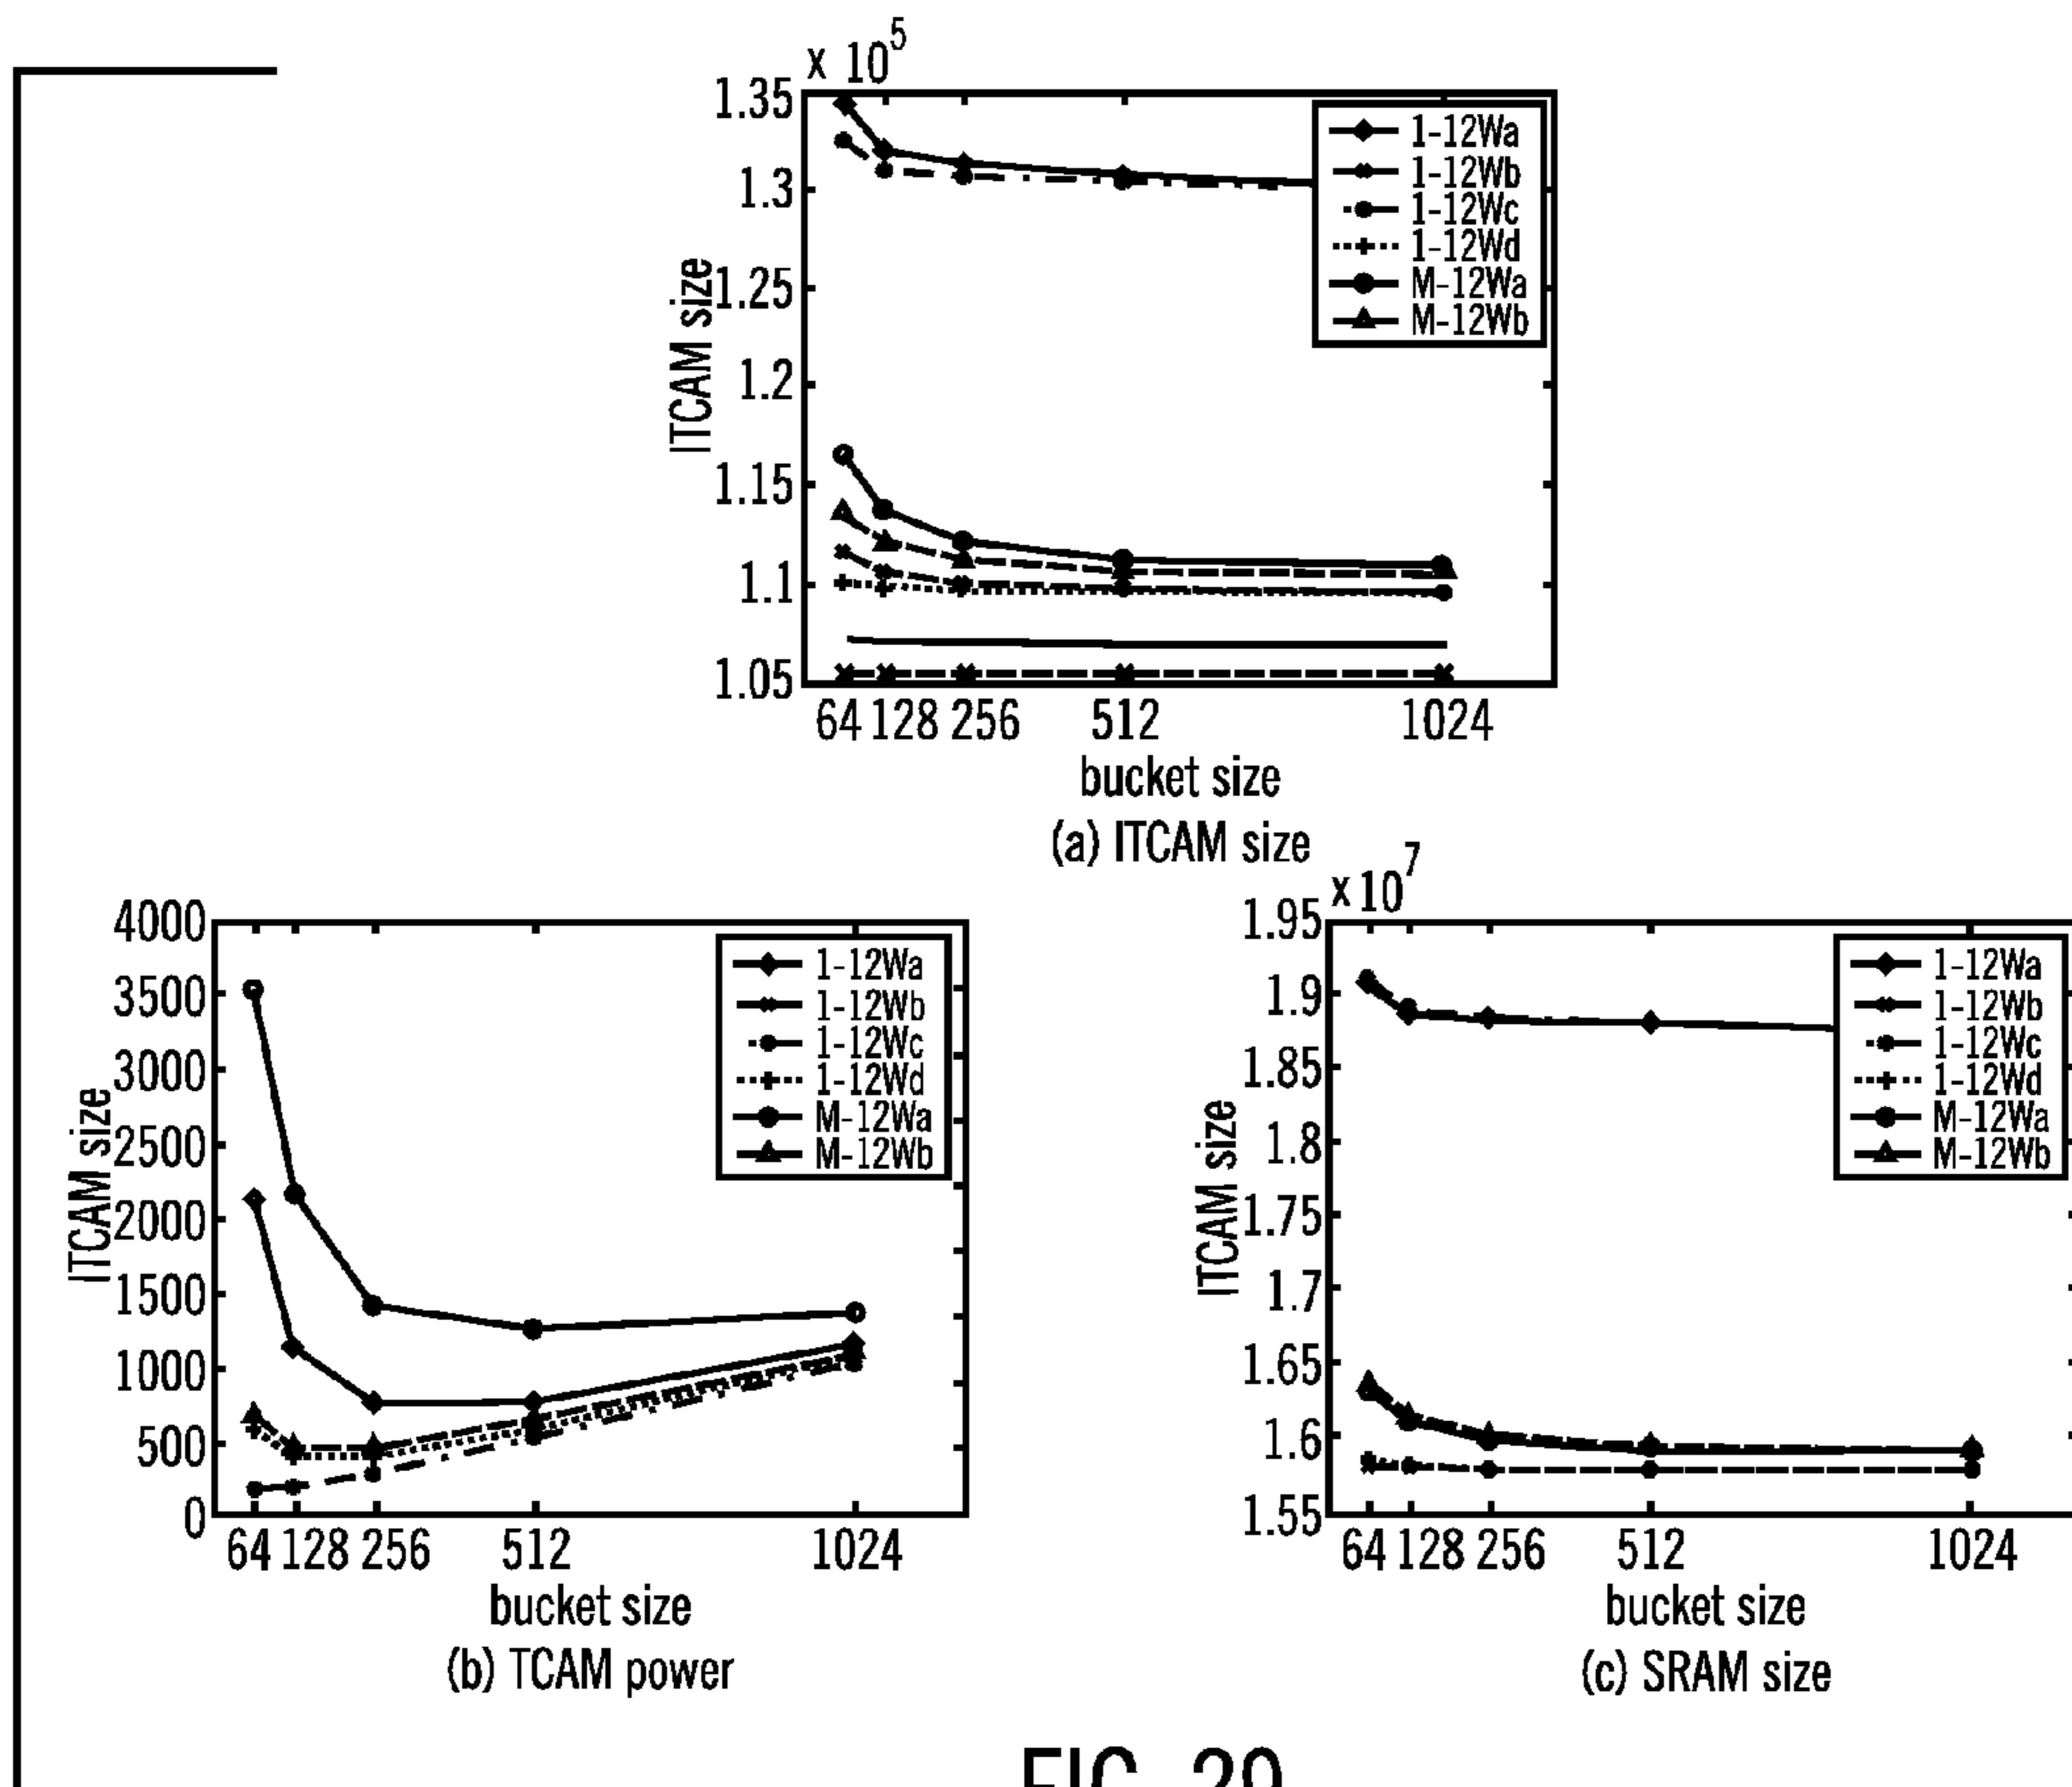 x 10^5
1.35
1.3
1.25
1.2
1.15
1.1
1.05
ITCAM size
1-12Wa
1-12Wb
1-12Wc
1-12Wd
M-12Wa
M-12Wb
64 128 256 512 1024
bucket size
(a) ITCAM size
4000
3500
3000
2500
2000
1500
1000
500
0
ITCAM size
1-12Wa
1-12Wb
1-12Wc
1-12Wd
M-12Wa
M-12Wb
64 128 256 512 1024
bucket size
(b) TCAM power
x 10^7
1.95
1.9
1.85
1.8
1.75
1.7
1.65
1.6
1.55
ITCAM size
1-12Wa
1-12Wb
1-12Wc
1-12Wd
M-12Wa
M-12Wb
64 128 256 512 1024
bucket size
(c) SRAM size